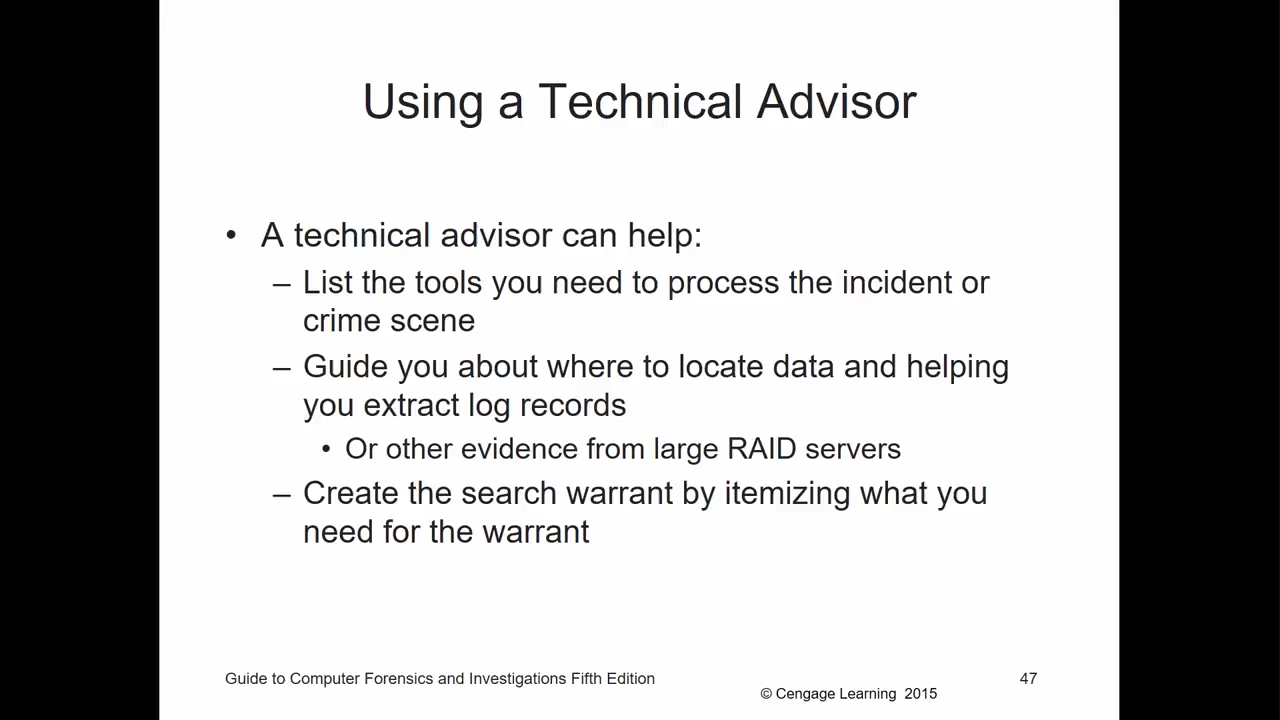 Using a Technical Advisor
• A technical advisor can help:
– List the tools you need to process the incident or
crime scene
– Guide you about where to locate data and helping
you extract log records
• Or other evidence from large RAID servers
– Create the search warrant by itemizing what you
need for the warrant
Guide to Computer Forensics and Investigations Fifth Edition
47
© Cengage Learning 2015